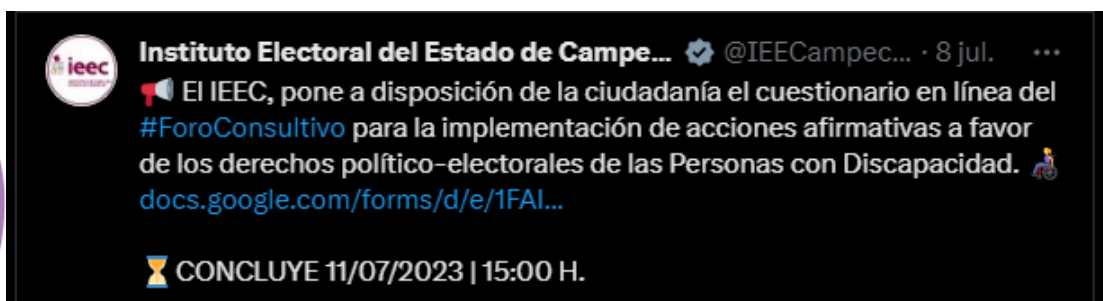 ieec
Instituto Electoral del Estado de Campe... @IEECampec... · 8 jul. ...
El IEEC, pone a disposición de la ciudadanía el cuestionario en línea del
#ForoConsultivo para la implementación de acciones afirmativas a favor
de los derechos político-electorales de las Personas con Discapacidad.
docs.google.com/forms/d/e/1FAI...
CONCLUYE 11/07/2023 | 15:00 H.